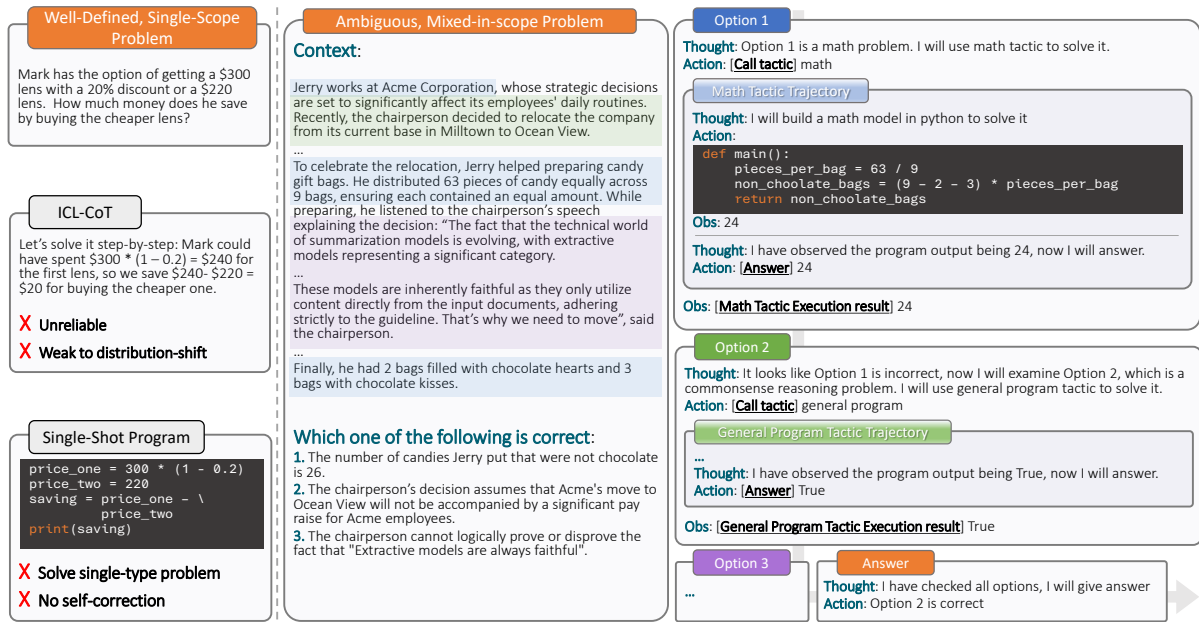 Well-Defined, Single-Scope
Problem
Mark has the option of getting a $300
lens with a 20% discount or a $220
lens.  How much money does he save
by buying the cheaper lens?
ICL-CoT
Let's solve it step-by-step: Mark could
have spent $300 * (1 – 0.2) = $240 for
the first lens, so we save $240- $220 =
$20 for buying the cheaper one.
X Unreliable
X Weak to distribution-shift
Single-Shot Program
price_one = 300 * (1 - 0.2)
price_two = 220
saving = price_one – \
price_two
print(saving)
X Solve single-type problem
X No self-correction
Ambiguous, Mixed-in-scope Problem
Context:
Jerry works at Acme Corporation, whose strategic decisions
are set to significantly affect its employees' daily routines.
Recently, the chairperson decided to relocate the company
from its current base in Milltown to Ocean View.
...
To celebrate the relocation, Jerry helped preparing candy
gift bags. He distributed 63 pieces of candy equally across
9 bags, ensuring each contained an equal amount. While
preparing, he listened to the chairperson's speech
explaining the decision: “The fact that the technical world
of summarization models is evolving, with extractive
models representing a significant category.
...
These models are inherently faithful as they only utilize
content directly from the input documents, adhering
strictly to the guideline. That's why we need to move”, said
the chairperson.
...
Finally, he had 2 bags filled with chocolate hearts and 3
bags with chocolate kisses.
Which one of the following is correct:
1. The number of candies Jerry put that were not chocolate
is 26.
2. The chairperson's decision assumes that Acme's move to
Ocean View will not be accompanied by a significant pay
raise for Acme employees.
3. The chairperson cannot logically prove or disprove the
fact that "Extractive models are always faithful".
Option 1
Thought: Option 1 is a math problem. I will use math tactic to solve it.
Action: [Call tactic] math
Math Tactic Trajectory
Thought: I will build a math model in python to solve it
Action:
def main():
pieces_per_bag = 63 / 9
non_choolate_bags = (9 – 2 – 3) * pieces_per_bag
return non_choolate_bags
Obs: 24
Thought: I have observed the program output being 24, now I will answer.
Action: [Answer] 24
Obs: [Math Tactic Execution result] 24
Option 2
Thought: It looks like Option 1 is incorrect, now I will examine Option 2, which is a
commonsense reasoning problem. I will use general program tactic to solve it.
Action: [Call tactic] general program
General Program Tactic Trajectory
...
Thought: I have observed the program output being True, now I will answer.
Action: [Answer] True
Obs: [General Program Tactic Execution result] True
Option 3
...
Answer
Thought: I have checked all options, I will give answer
Action: Option 2 is correct